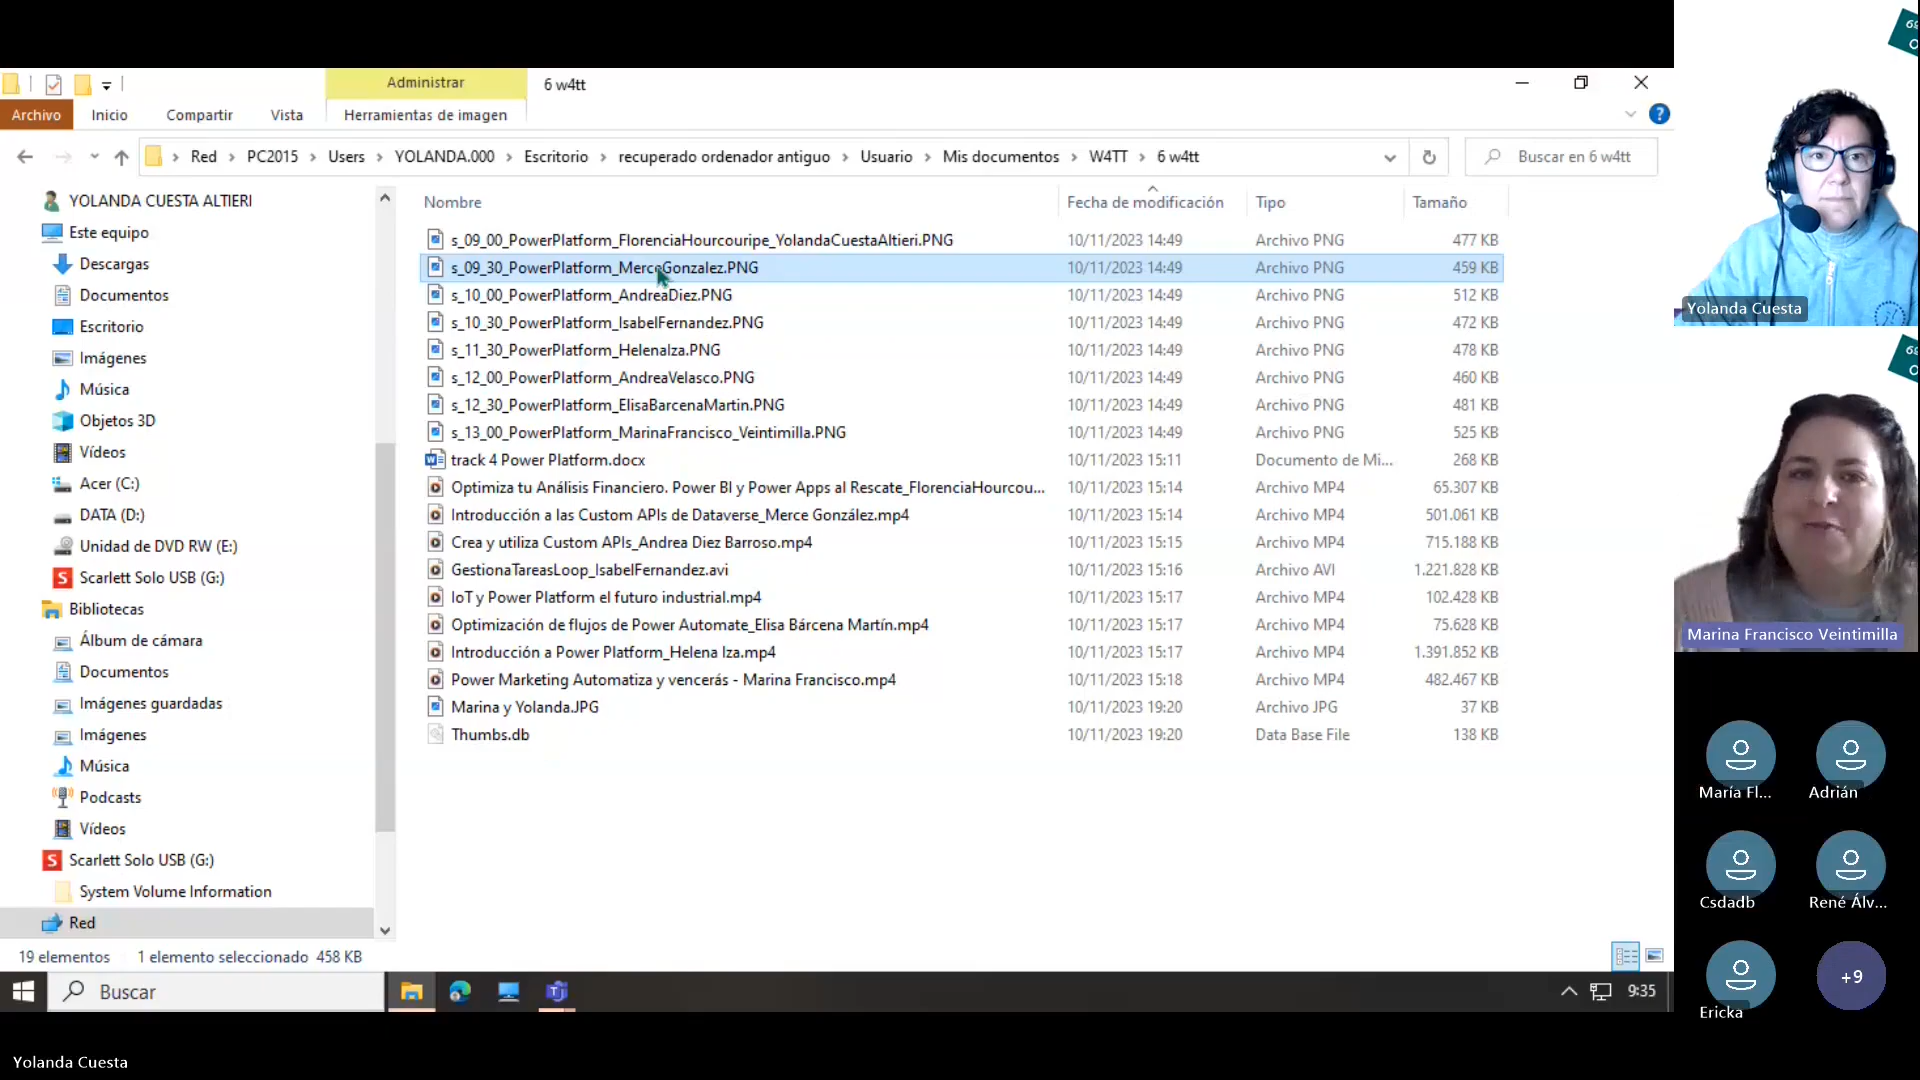 Administrar
6 w4tt
Archivo
Inicio
Compartir
Vista
Herramientas de imagen
Red
PC2015
Users
YOLANDA.000
Escritorio
recuperado ordenador antiguo
Usuario
Mis documentos
W4TT
6 w4tt
Buscar en 6 w4tt
YOLANDA CUESTA ALTIERI
Este equipo
Descargas
Documentos
Escritorio
Imágenes
Música
Objetos 3D
Vídeos
Acer (C:)
DATA (D:)
Unidad de DVD RW (E:)
Scarlett Solo USB (G:)
Bibliotecas
Álbum de cámara
Documentos
Imágenes guardadas
Imágenes
Música
Podcasts
Vídeos
Scarlett Solo USB (G:)
System Volume Information
Red
Nombre Fecha de modificación Tipo Tamaño
s_09_00_PowerPlatform_FlorenciaHourcouripe_YolandaCuestaAltieri.PNG 10/11/2023 14:49 Archivo PNG 477 KB
s_09_30_PowerPlatform_MerceGonzalez.PNG 10/11/2023 14:49 Archivo PNG 459 KB
s_10_00_PowerPlatform_AndreaDiez.PNG 10/11/2023 14:49 Archivo PNG 512 KB
s_10_30_PowerPlatform_IsabelFernandez.PNG 10/11/2023 14:49 Archivo PNG 472 KB
s_11_30_PowerPlatform_HelenaIza.PNG 10/11/2023 14:49 Archivo PNG 478 KB
s_12_00_PowerPlatform_AndreaVelasco.PNG 10/11/2023 14:49 Archivo PNG 460 KB
s_12_30_PowerPlatform_ElisaBarcenaMartin.PNG 10/11/2023 14:49 Archivo PNG 481 KB
s_13_00_PowerPlatform_MarinaFrancisco_Veintimilla.PNG 10/11/2023 14:49 Archivo PNG 525 KB
track 4 Power Platform.docx 10/11/2023 15:11 Documento de Mi... 268 KB
Optimiza tu Análisis Financiero. Power BI y Power Apps al Rescate_FlorenciaHourcou... 10/11/2023 15:14 Archivo MP4 65.307 KB
Introducción a las Custom APIs de Dataverse_Merce González.mp4 10/11/2023 15:14 Archivo MP4 501.061 KB
Crea y utiliza Custom APIs_Andrea Diez Barroso.mp4 10/11/2023 15:15 Archivo MP4 715.188 KB
GestionaTareasLoop_IsabelFernandez.avi 10/11/2023 15:16 Archivo AVI 1.221.828 KB
IoT y Power Platform el futuro industrial.mp4 10/11/2023 15:17 Archivo MP4 102.428 KB
Optimización de flujos de Power Automate_Elisa Bárcena Martín.mp4 10/11/2023 15:17 Archivo MP4 75.628 KB
Introducción a Power Platform_Helena Iza.mp4 10/11/2023 15:17 Archivo MP4 1.391.852 KB
Power Marketing Automatiza y vencerás - Marina Francisco.mp4 10/11/2023 15:18 Archivo MP4 482.467 KB
Marina y Yolanda.JPG 10/11/2023 19:20 Archivo JPG 37 KB
Thumbs.db 10/11/2023 19:20 Data Base File 138 KB
19 elementos 1 elemento seleccionado 458 KB
Buscar
9:35
Yolanda Cuesta
Yolanda Cuesta
Marina Francisco Veintimilla
María Fl...
Adrián
Csdadb
René Álv...
Ericka
+9